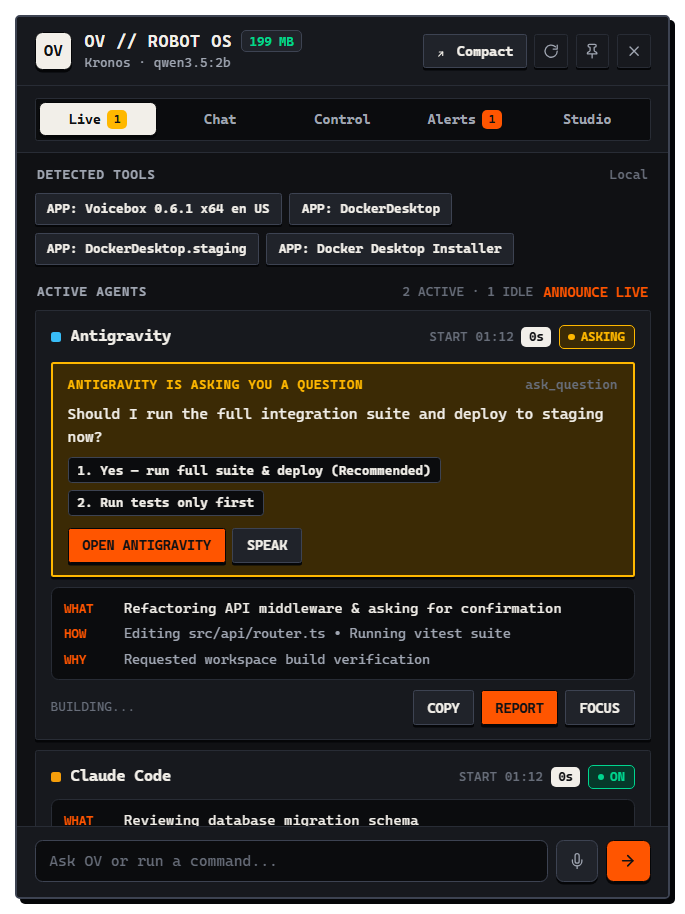 OV
OV // ROBOT OS 199 MB
Kronos · qwen3.5:2b
Compact
Live 1 Chat Control Alerts 1 Studio
DETECTED TOOLS Local
APP: Voicebox 0.6.1 x64 en US APP: DockerDesktop
APP: DockerDesktop.staging APP: Docker Desktop Installer
ACTIVE AGENTS 2 ACTIVE · 1 IDLE ANNOUNCE LIVE
Antigravity START 01:12 0s ASKING
ANTIGRAVITY IS ASKING YOU A QUESTION ask_question
Should I run the full integration suite and deploy to staging
now?
1. Yes — run full suite & deploy (Recommended)
2. Run tests only first
OPEN ANTIGRAVITY SPEAK
WHAT Refactoring API middleware & asking for confirmation
HOW Editing src/api/router.ts • Running vitest suite
WHY Requested workspace build verification
BUILDING... COPY REPORT FOCUS
Claude Code START 01:12 0s ON
WHAT Reviewing database migration schema
Ask OV or run a command...